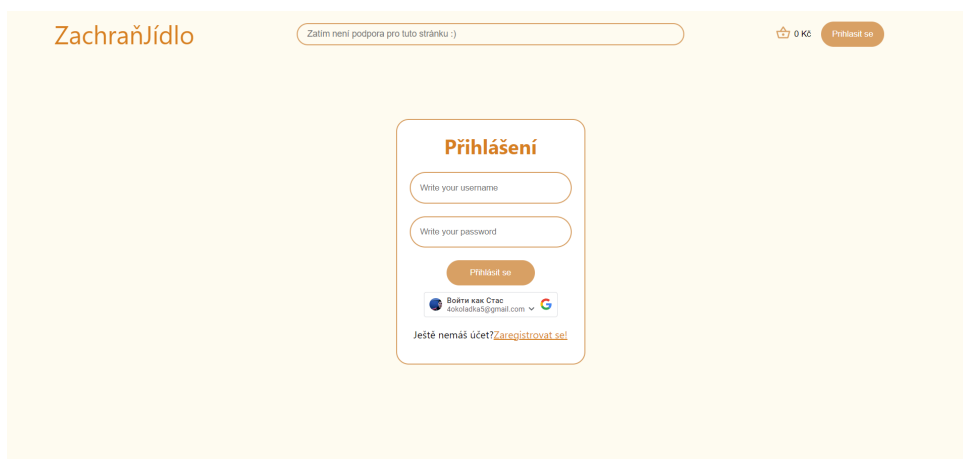 ZachraňJídlo
Zatím není podpora pro tuto stránku :)
0 Kč
Prihlasit se
Přihlášení
Write your username
Write your password
Přihlásit se
Войти как Стас
4okoladka5@gmail.com
Ještě nemáš účet?Zaregistrovat se!